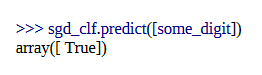 >>> sgd_clf.predict([some_digit])
array([ True])